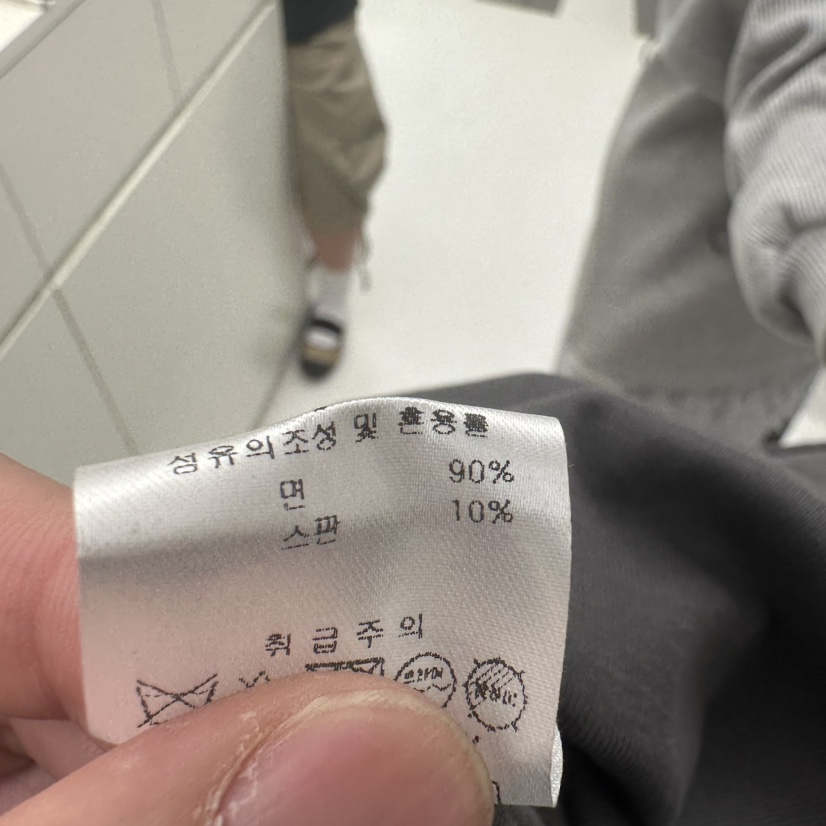 섬유의조성 및 혼용률
면 90%
스판 10%
취급주의